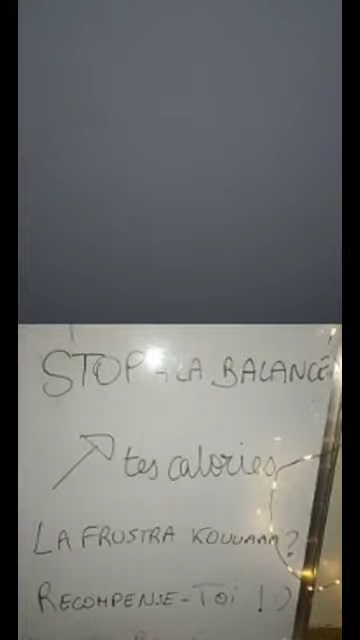 STOP LA BALANCE
↗ tes calories
LA FRUSTRA KOUUAAA ?
RECOMPENSE-TOI ! :)